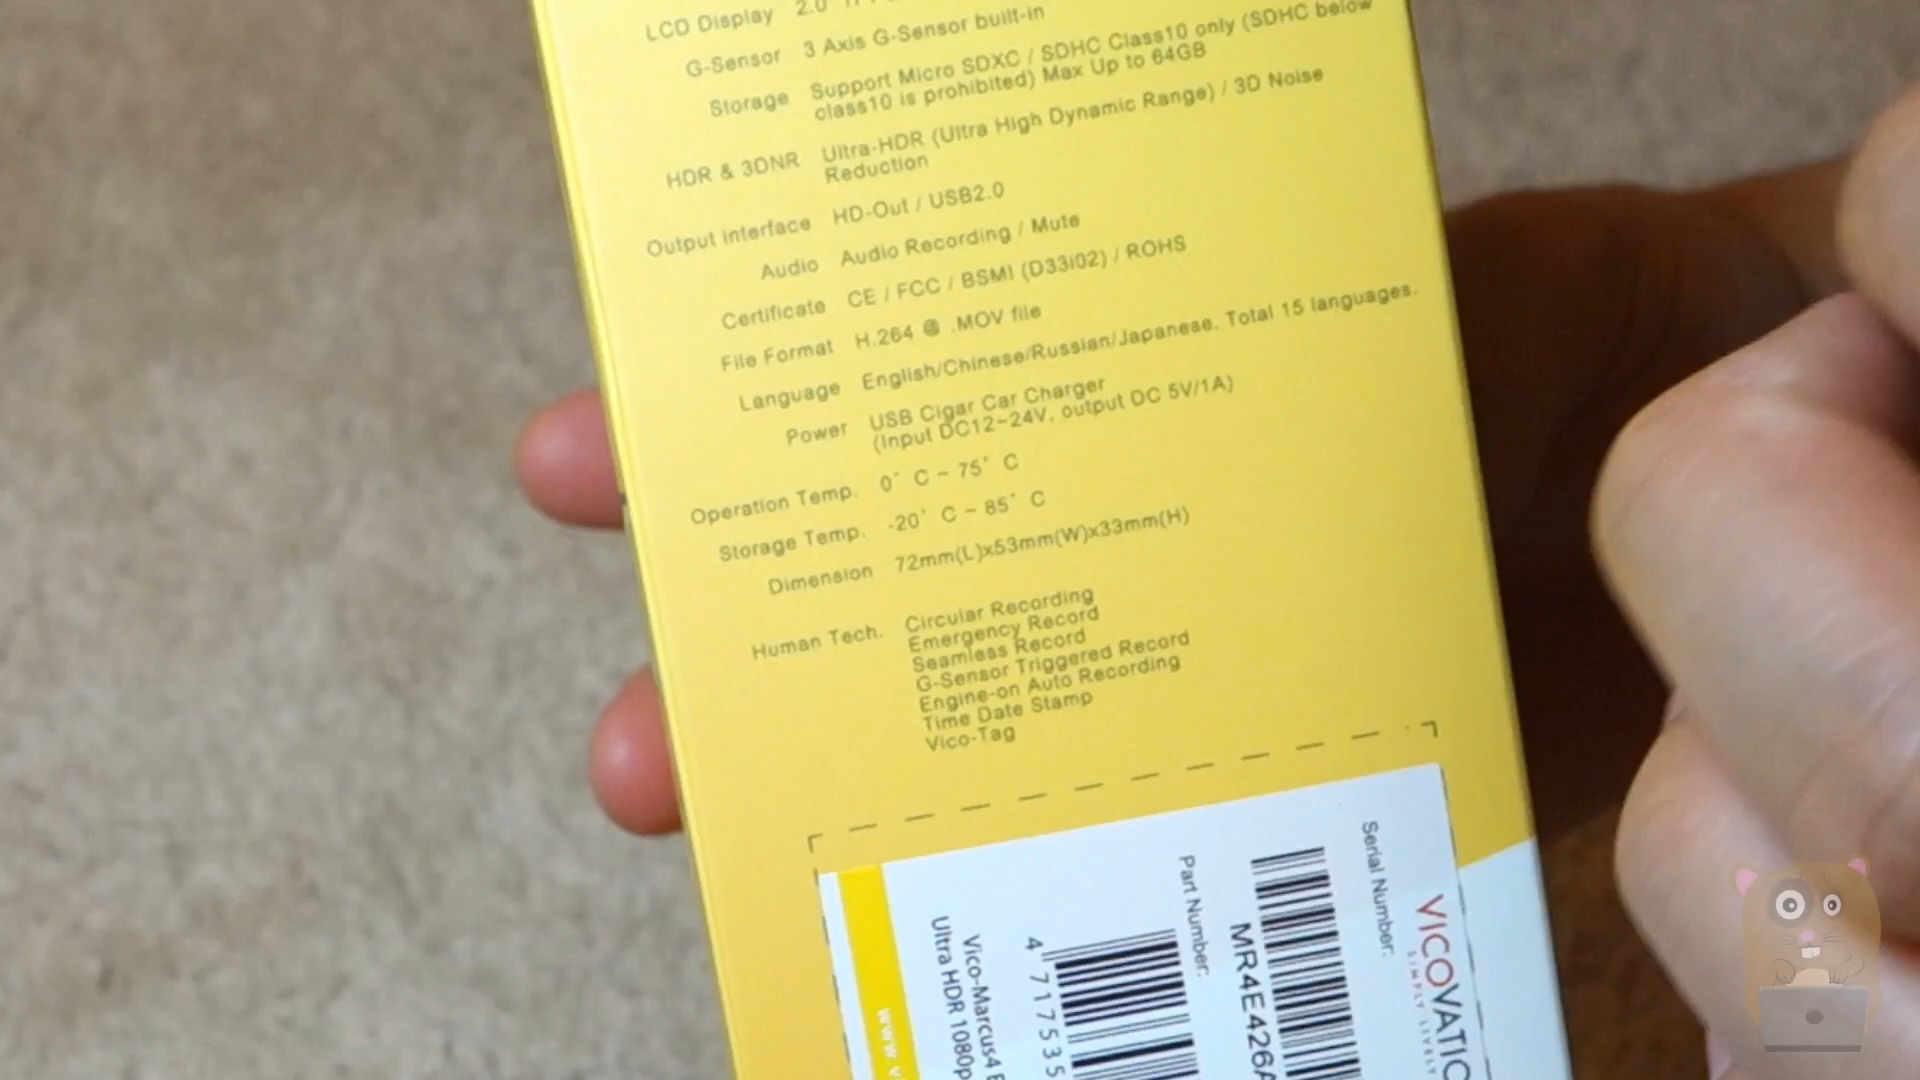 LCD Display 2.0"
G-Sensor 3 Axis G-Sensor built-in
Storage Support Micro SDXC / SDHC Class10 only (SDHC below
class10 is prohibited) Max Up to 64GB
HDR & 3DNR Ultra-HDR (Ultra High Dynamic Range) / 3D Noise
Reduction
Output interface HD-Out / USB2.0
Audio Audio Recording / Mute
Certificate CE / FCC / BSMI (D33i02) / ROHS
File Format H.264 @ .MOV file
Language English/Chinese/Russian/Japanese. Total 15 languages.
Power USB Cigar Car Charger
(Input DC12~24V, output DC 5V/1A)
Operation Temp. 0° C ~ 75° C
Storage Temp. -20° C ~ 85° C
Dimension 72mm(L)x53mm(W)x33mm(H)
Human Tech. Circular Recording
Emergency Record
Seamless Record
G-Sensor Triggered Record
Engine-on Auto Recording
Time Date Stamp
Vico-Tag
VICOVATIO
SIMPLY
Serial Number:
MR4E426A
Part Number:
4 717535
Vico-Marcus4 E
Ultra HDR 1080p
www.v